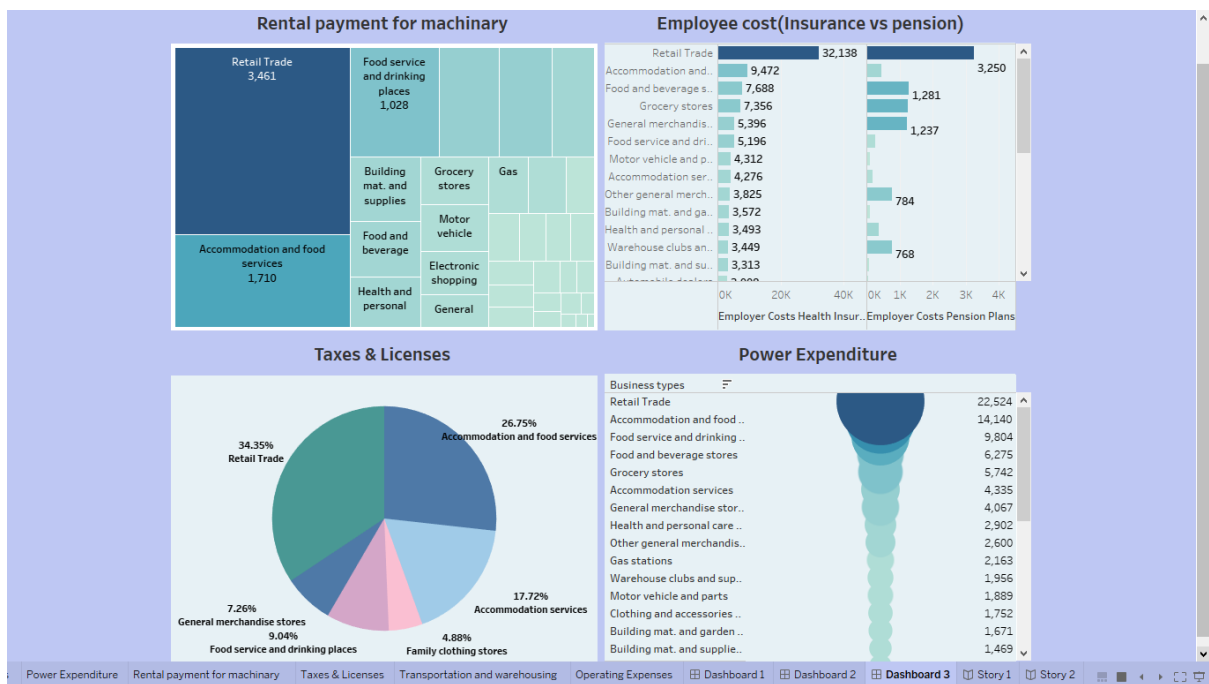 Rental payment for machinary
Retail Trade
3,461
Food service
and drinking
places
1,028
Building
mat. and
supplies
Grocery
stores
Gas
Motor
vehicle
Food and
beverage
Electronic
shopping
Accommodation and food
services
1,710
Health and
personal
General
Employee cost(Insurance vs pension)
Retail Trade 32,138
3,250
Accommodation and.. 9,472
Food and beverage s.. 7,688 1,281
Grocery stores 7,356
General merchandis.. 5,396 1,237
Food service and dri.. 5,196
Motor vehicle and p.. 4,312
Accommodation ser.. 4,276
Other general merch.. 3,825 784
Building mat. and ga.. 3,572
Health and personal .. 3,493
Warehouse clubs an.. 3,449 768
Building mat. and su.. 3,313
0K 20K 40K 0K 1K 2K 3K 4K
Employer Costs Health Insur.. Employer Costs Pension Plans
Taxes & Licenses
26.75%
Accommodation and food services
34.35%
Retail Trade
17.72%
Accommodation services
7.26%
General merchandise stores
9.04%
Food service and drinking places
4.88%
Family clothing stores
Power Expenditure
Business types
Retail Trade 22,524
Accommodation and food .. 14,140
Food service and drinking .. 9,804
Food and beverage stores 6,275
Grocery stores 5,742
Accommodation services 4,335
General merchandise stor.. 4,067
Health and personal care .. 2,902
Other general merchandis.. 2,600
Gas stations 2,163
Warehouse clubs and sup.. 1,956
Motor vehicle and parts 1,889
Clothing and accessories .. 1,752
Building mat. and garden .. 1,671
Building mat. and supplie.. 1,469
s Power Expenditure Rental payment for machinary Taxes & Licenses Transportation and warehousing Operating Expenses Dashboard 1 Dashboard 2 Dashboard 3 Story 1 Story 2